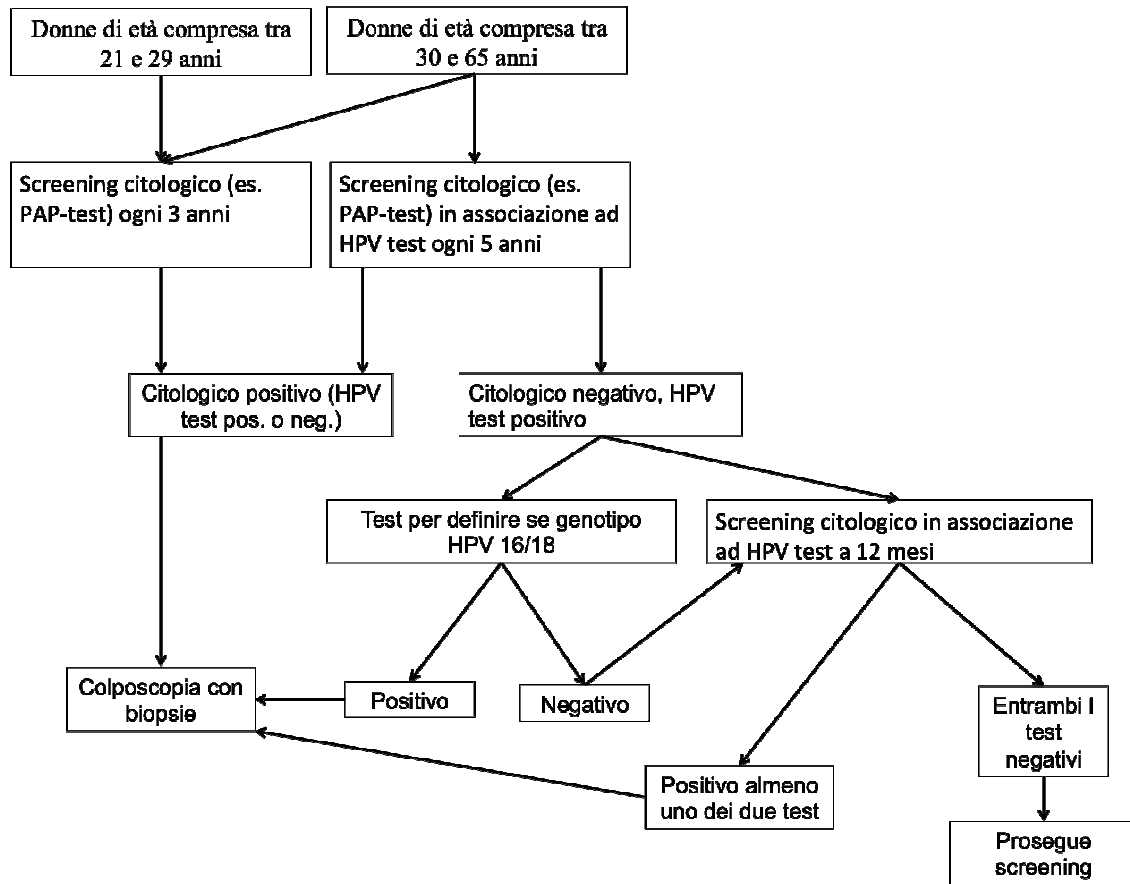 Donne di età compresa tra
21 e 29 anni
Donne di età compresa tra
30 e 65 anni
Screening citologico (es.
PAP-test) ogni 3 anni
Screening citologico (es.
PAP-test) in associazione ad
HPV test ogni 5 anni
Citologico positivo (HPV
test pos. o neg.)
Citologico negativo, HPV
test positivo
Test per definire se genotipo
HPV 16/18
Screening citologico in associazione
ad HPV test a 12 mesi
Colposcopia con
biopsie
Positivo
Negativo
Entrambi I
test
negativi
Positivo almeno
uno dei due test
Prosegue
screening